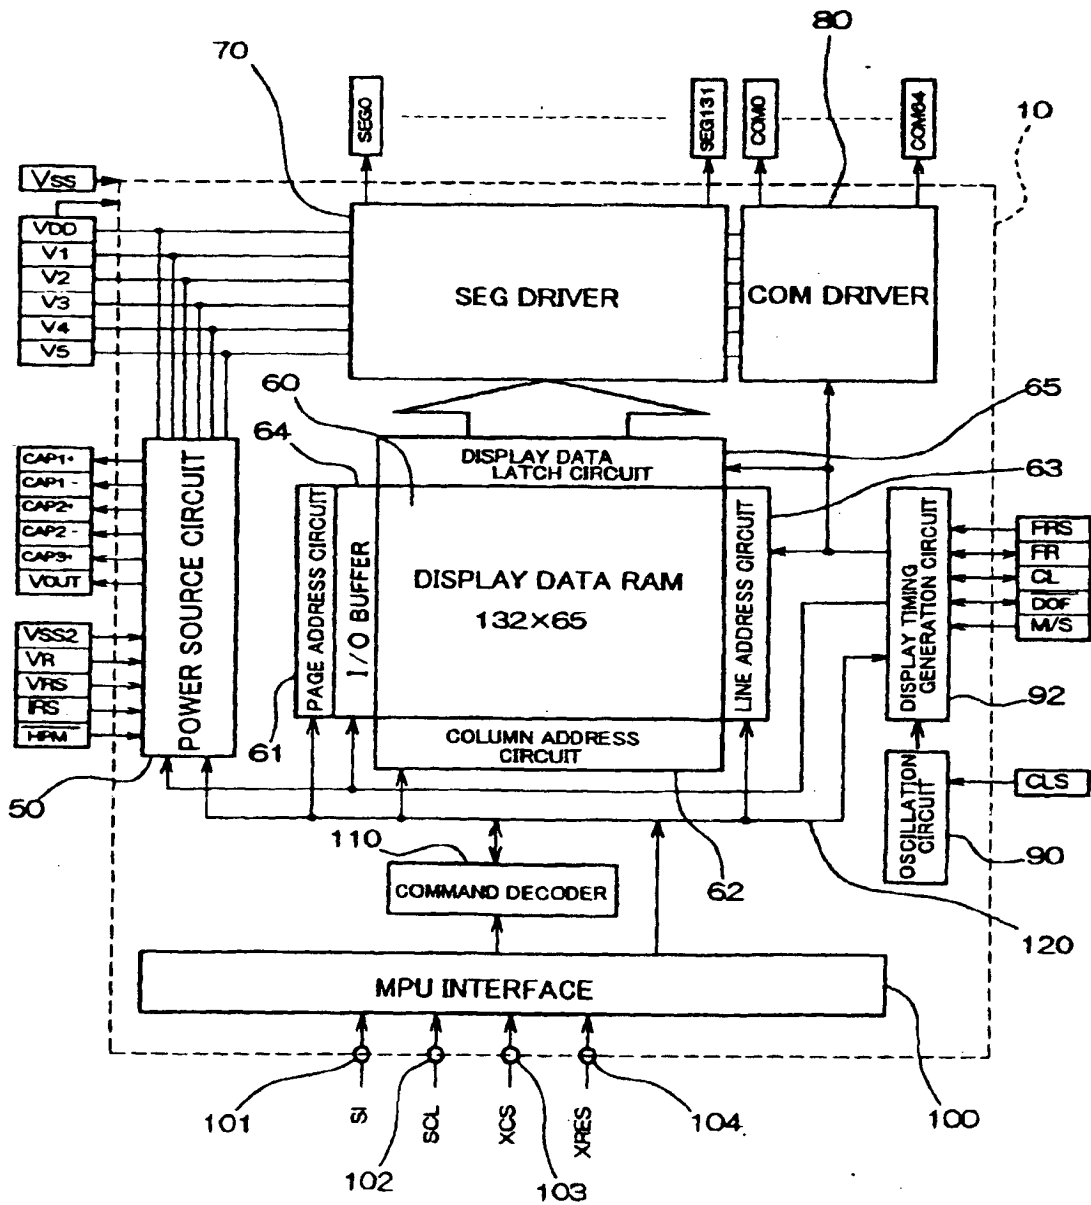 70
80
SEG0
SEG131
COM0
COM64
10
VSS
VDD
V1
V2
V3
V4
V5
SEG DRIVER
COM DRIVER
60
65
64
63
CAP1+
CAP1-
CAP2+
CAP2-
CAP3+
VOUT
VSS2
VR
VRS
IRS
HPM
POWER SOURCE CIRCUIT
PAGE ADDRESS CIRCUIT
I/O BUFFER
DISPLAY DATA
LATCH CIRCUIT
DISPLAY DATA RAM
132×65
LINE ADDRESS CIRCUIT
DISPLAY TIMING
GENERATION CIRCUIT
FRS
FR
CL
DOF
M/S
COLUMN ADDRESS
CIRCUIT
61
92
50
OSCILLATION
CIRCUIT
CLS
110
90
COMMAND DECODER
62
120
MPU INTERFACE
101
SI
SCL
XCS
XRES
104
100
102
103